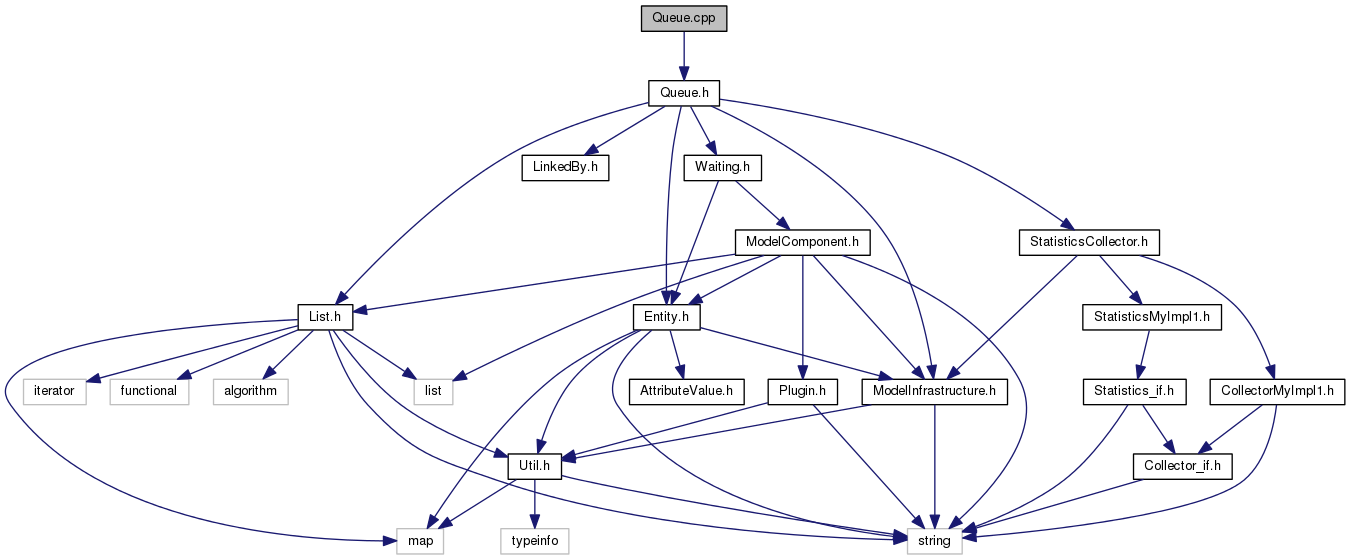 Queue.cpp
Queue.h
LinkedBy.h
Waiting.h
ModelComponent.h
StatisticsCollector.h
List.h
Entity.h
StatisticsMyImpl1.h
iterator
functional
algorithm
list
AttributeValue.h
Plugin.h
ModelInfrastructure.h
Statistics_if.h
CollectorMyImpl1.h
Util.h
Collector_if.h
map
typeinfo
string